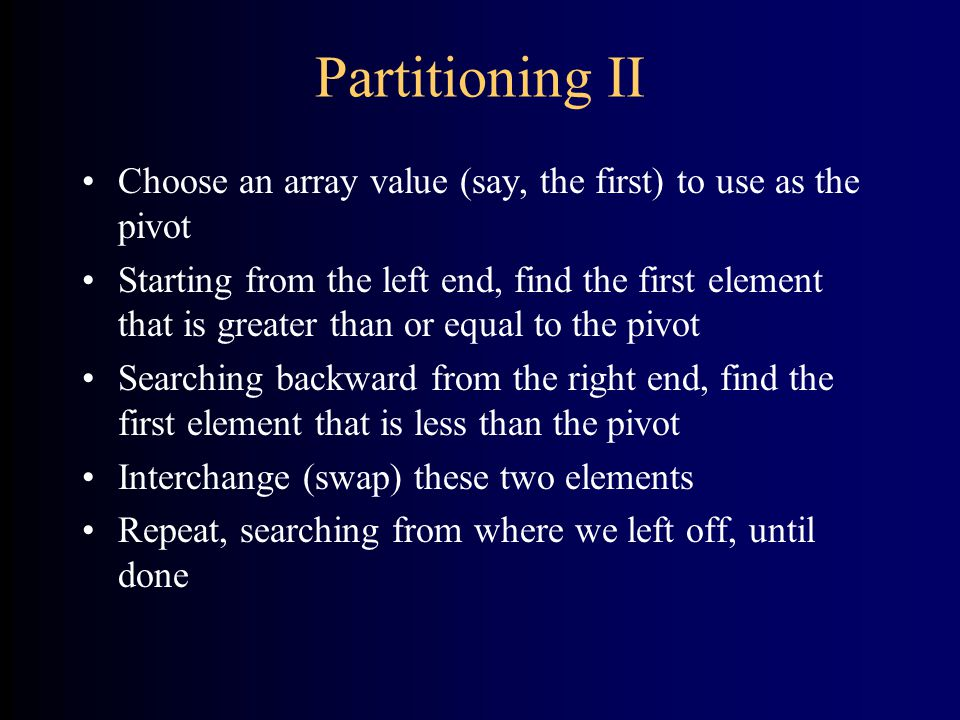 Partitioning II
• Choose an array value (say, the first) to use as the
pivot
• Starting from the left end, find the first element
that is greater than or equal to the pivot
• Searching backward from the right end, find the
first element that is less than the pivot
• Interchange (swap) these two elements
• Repeat, searching from where we left off, until
done